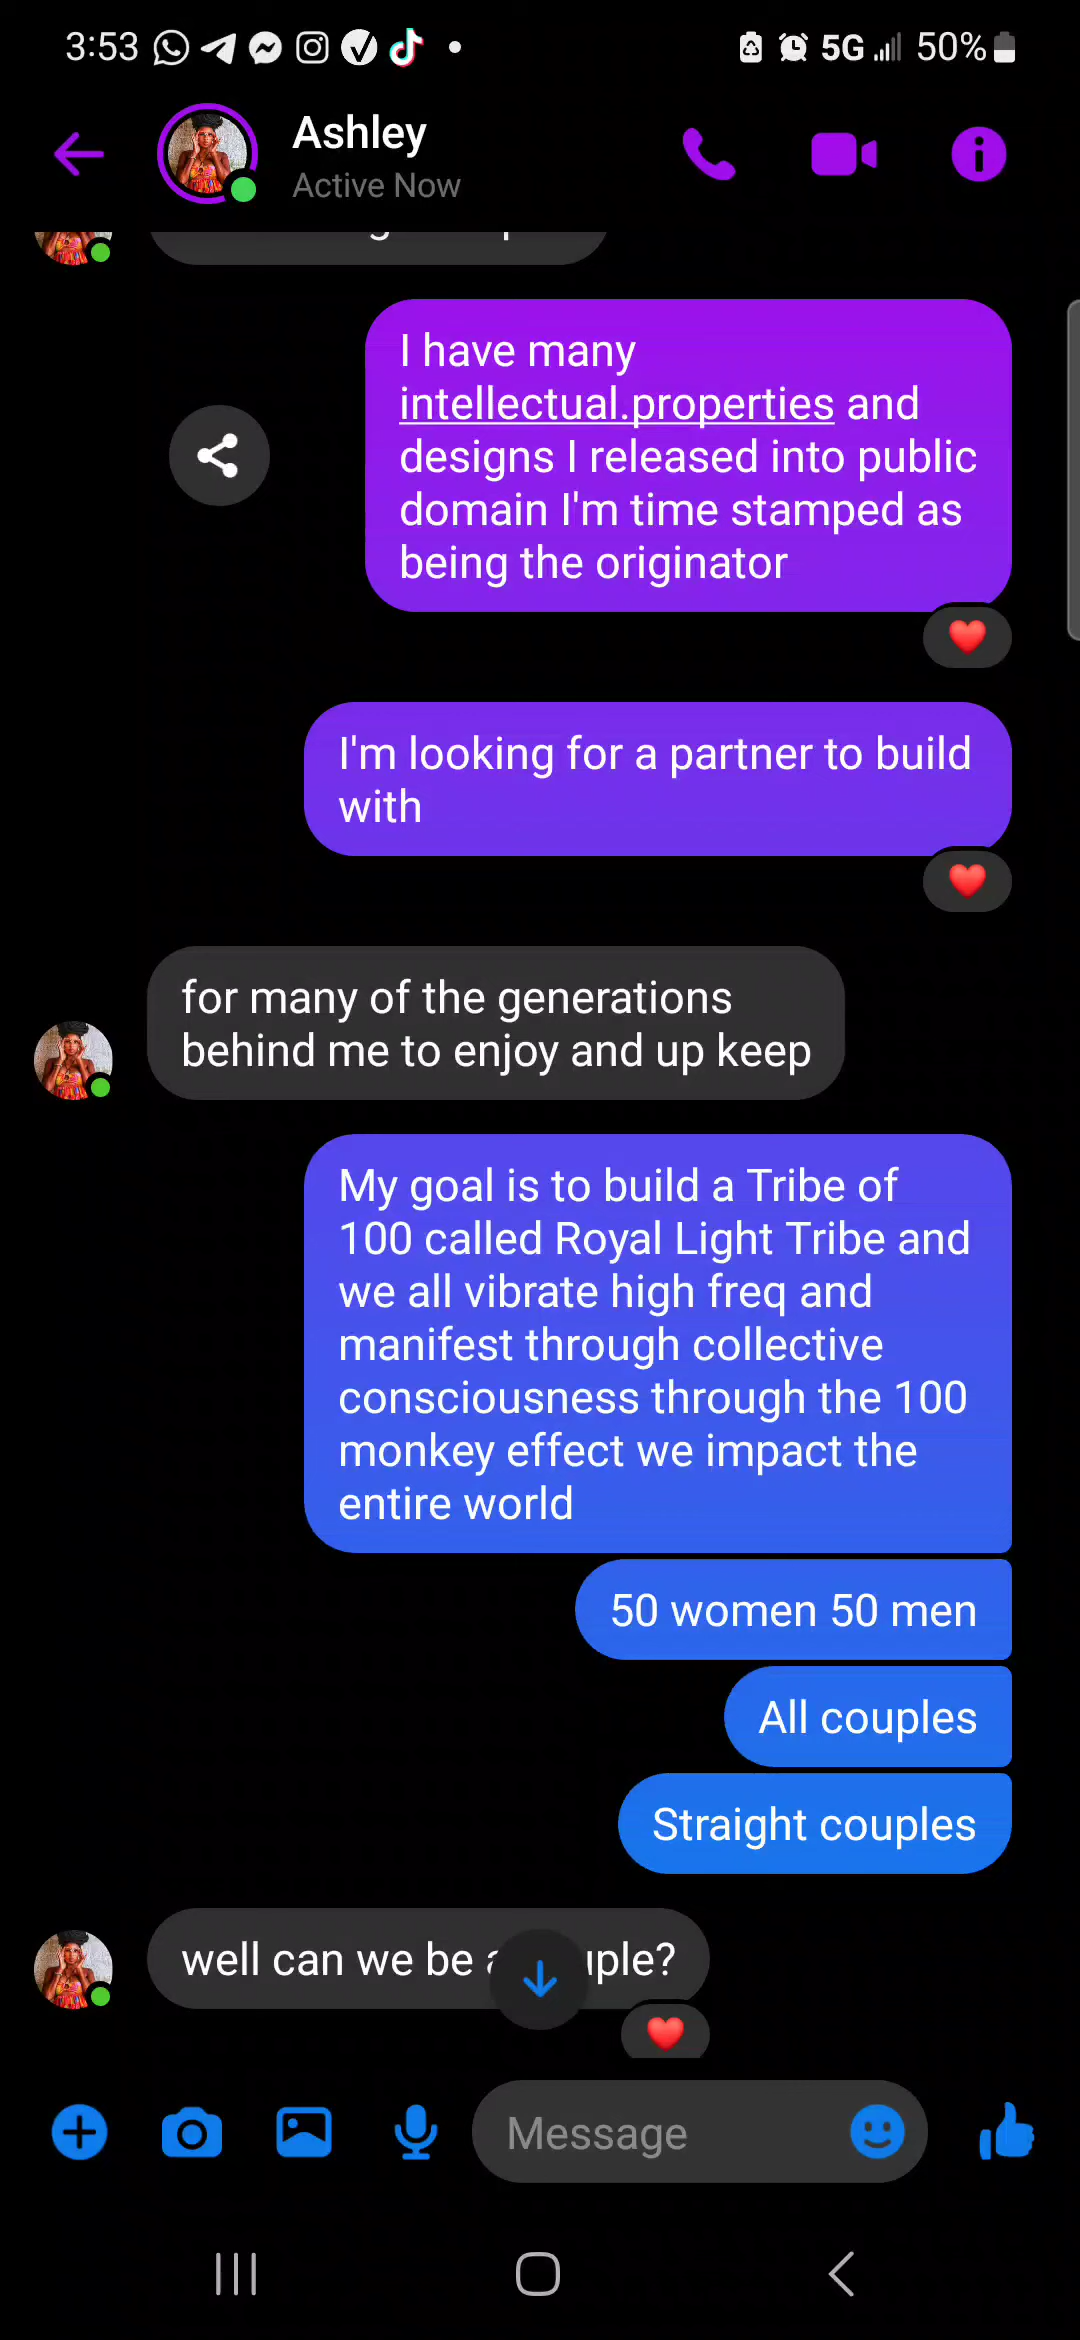 3:53
5G
50%
Ashley
Active Now
I have many
intellectual.properties and
designs I released into public
domain I'm time stamped as
being the originator
I'm looking for a partner to build
with
for many of the generations
behind me to enjoy and up keep
My goal is to build a Tribe of
100 called Royal Light Tribe and
we all vibrate high freq and
manifest through collective
consciousness through the 100
monkey effect we impact the
entire world
50 women 50 men
All couples
Straight couples
well can we be
Message